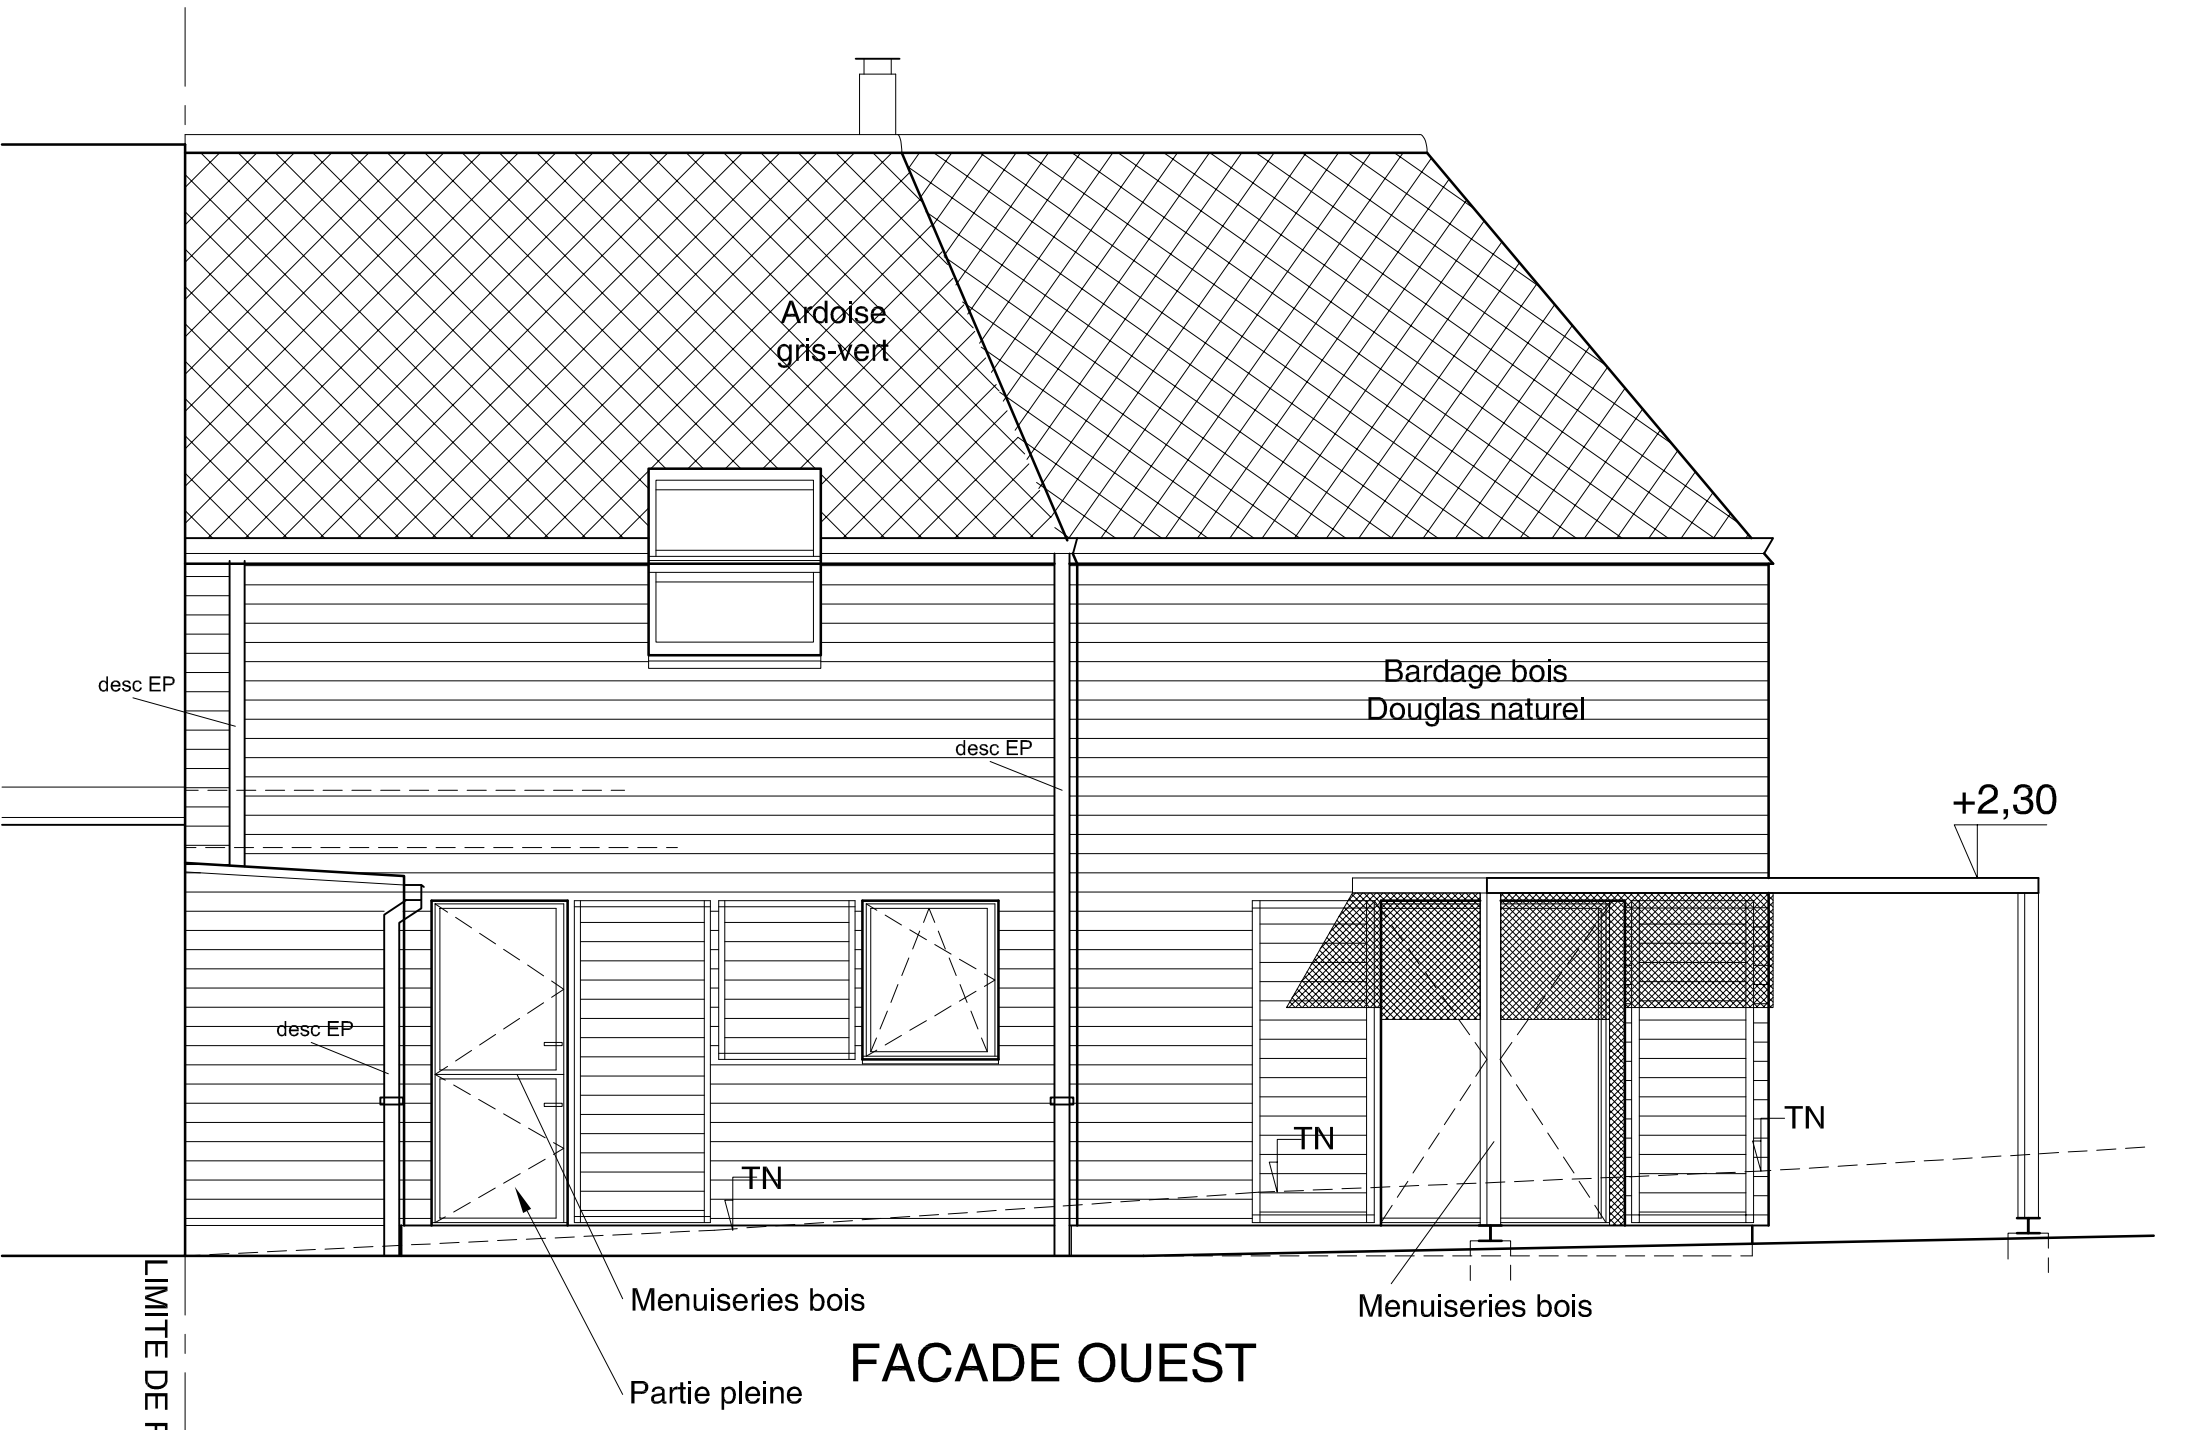 Ardoise
gris-vert
Bardage bois
Douglas naturel
desc EP
desc EP
+2,30
desc EP
TN
TN
TN
Menuiseries bois
Menuiseries bois
FACADE OUEST
Partie pleine
LIMITE DE